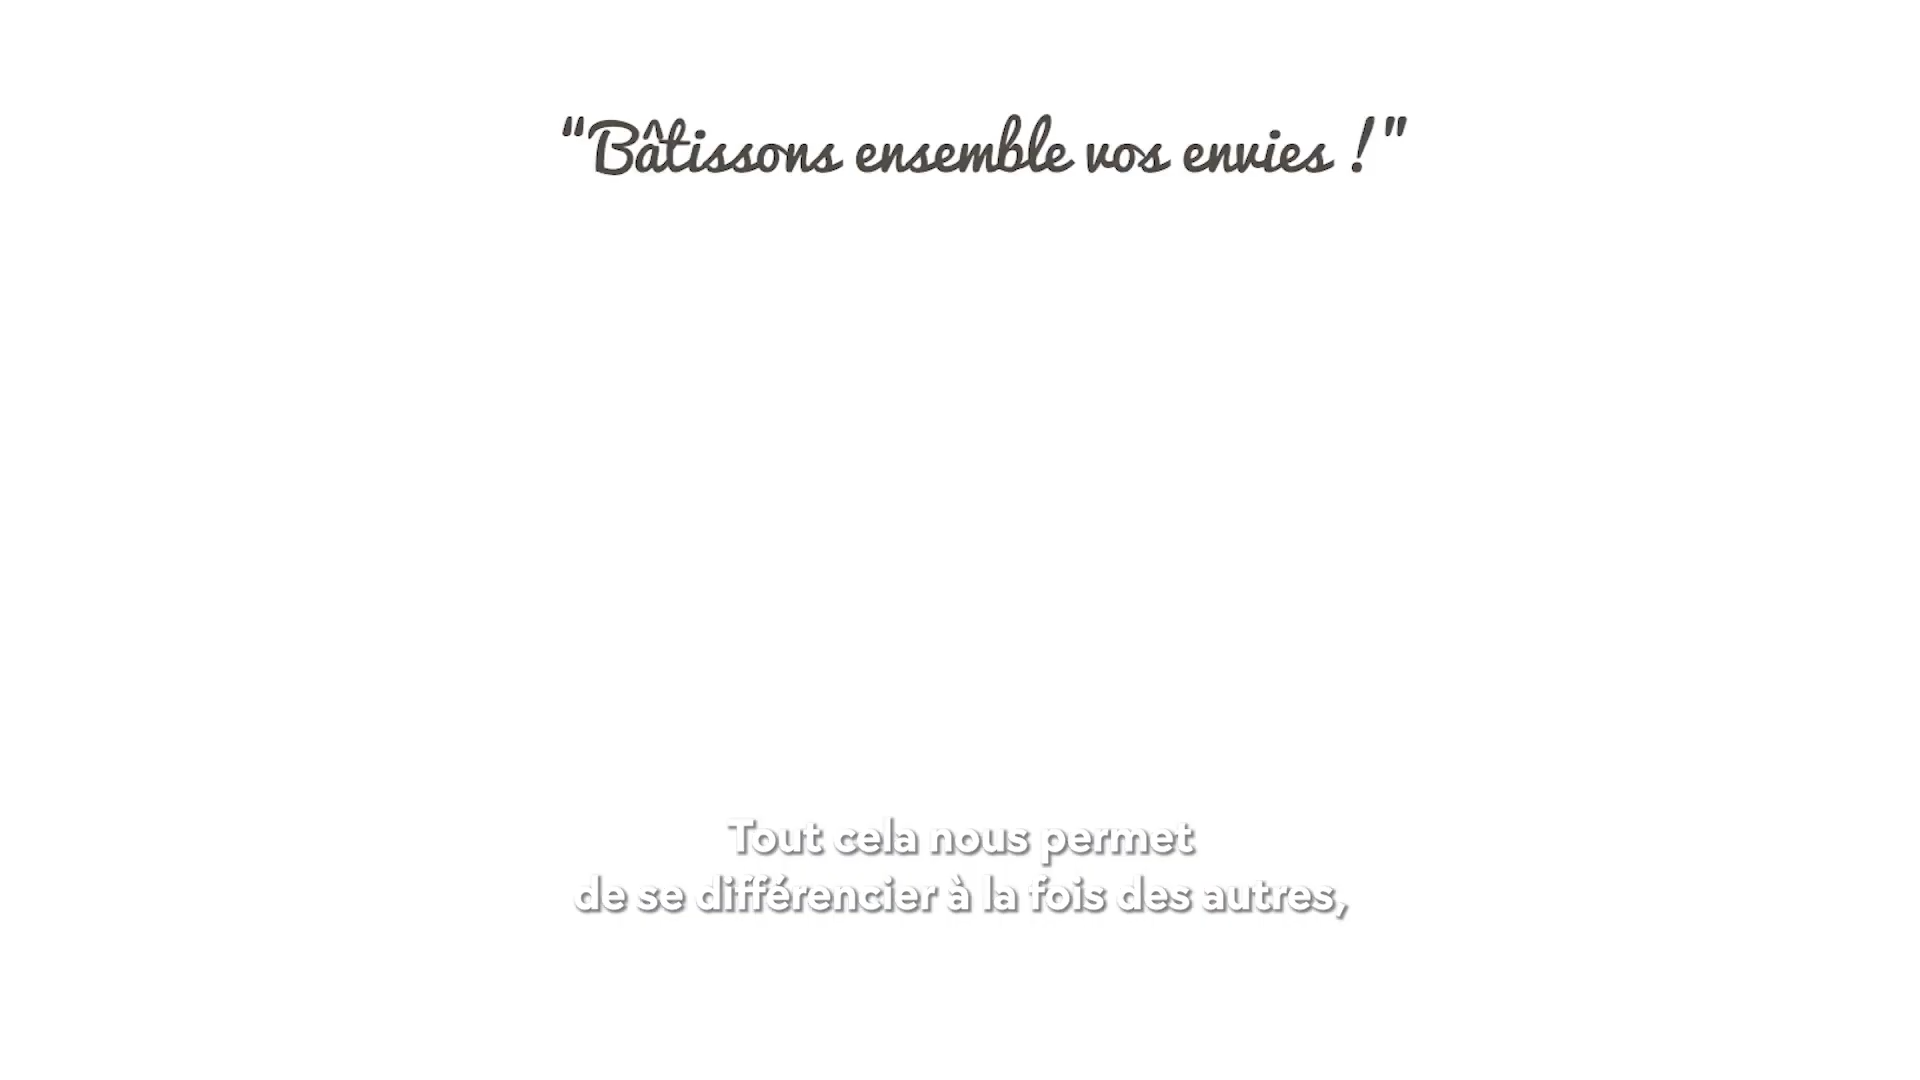 “Bâtissons ensemble vos envies !”
Tout cela nous permet
de se différencier à la fois des autres,